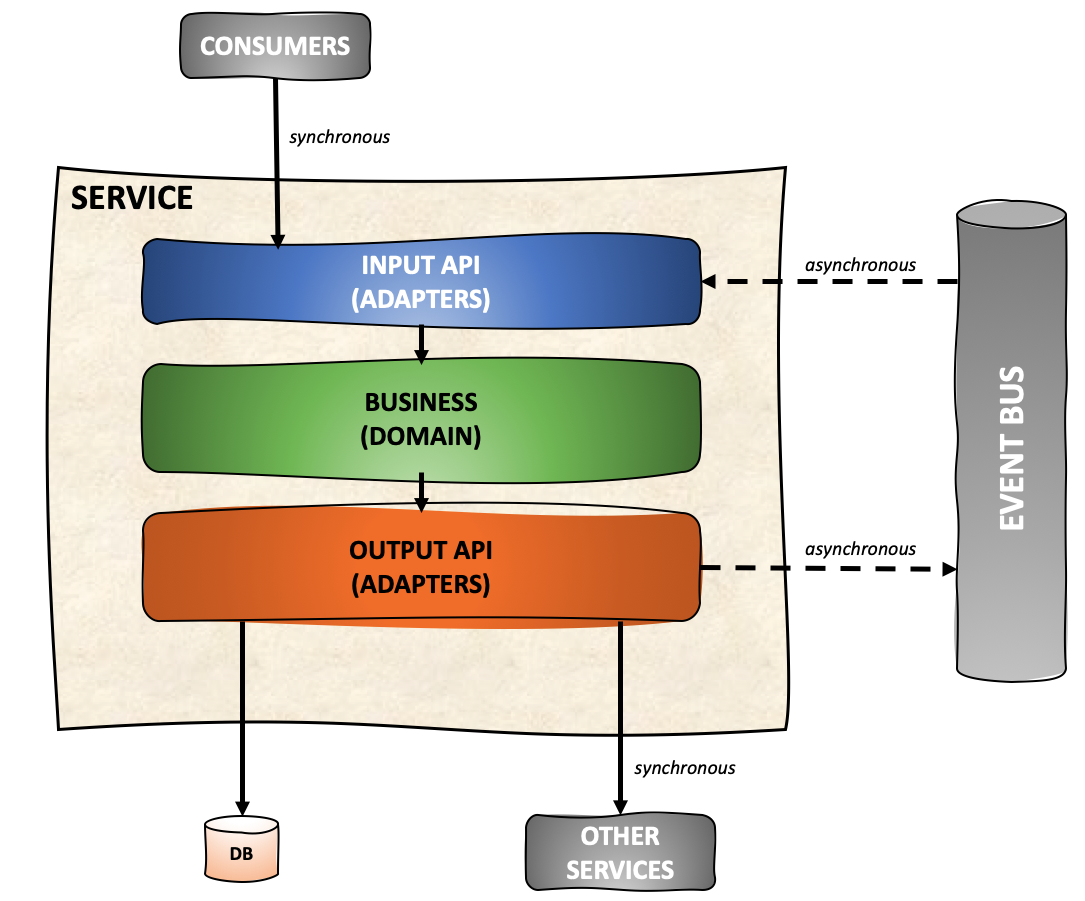 CONSUMERS
synchronous
SERVICE
INPUT API
(ADAPTERS)
asynchronous
BUSINESS
(DOMAIN)
EVENT BUS
OUTPUT API
(ADAPTERS)
asynchronous
synchronous
DB
OTHER
SERVICES